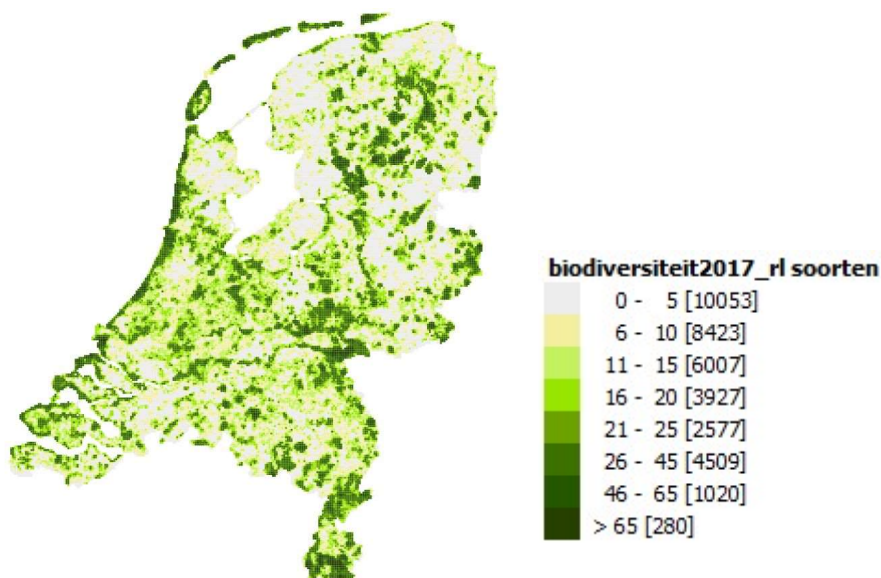 biodiversiteit2017_rl soorten
0 - 5 [10053]
6 - 10 [8423]
11 - 15 [6007]
16 - 20 [3927]
21 - 25 [2577]
26 - 45 [4509]
46 - 65 [1020]
> 65 [280]